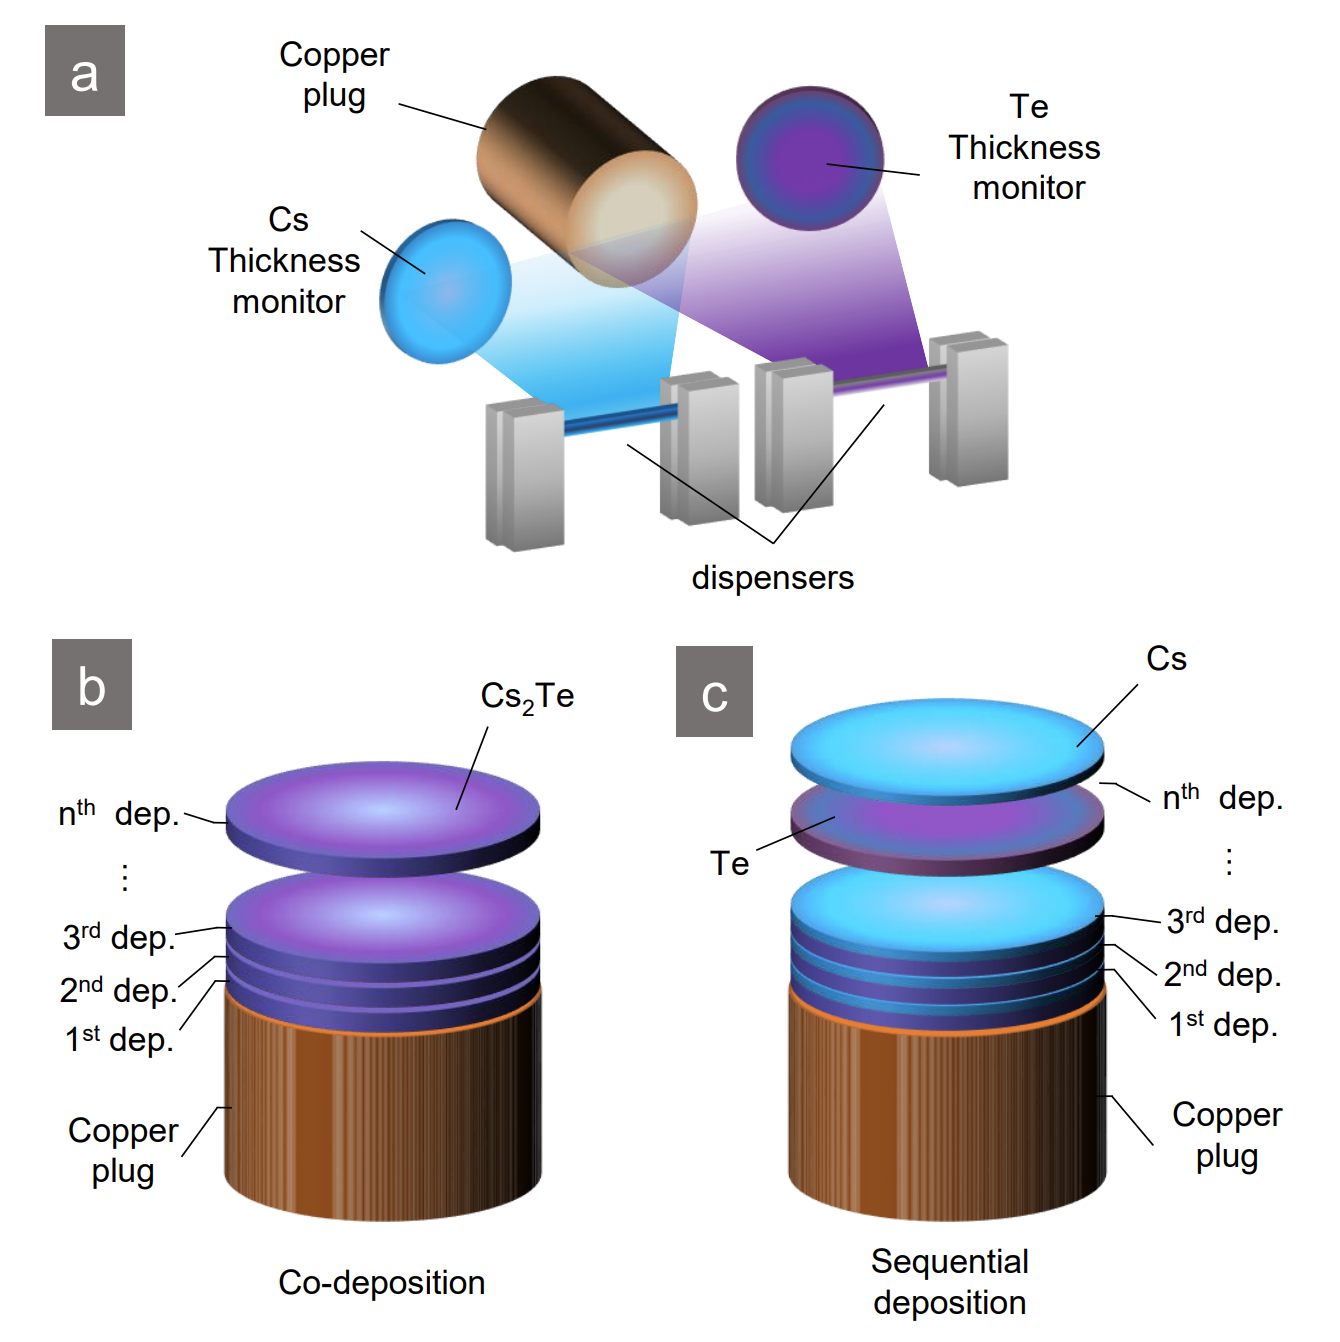 a
Copper
plug
Te
Thickness
monitor
Cs
Thickness
monitor
dispensers
b
Cs₂Te
nᵗʰ dep.
⋮
3ʳᵈ dep.
2ⁿᵈ dep.
1ˢᵗ dep.
Copper
plug
Co-deposition
c
Cs
nᵗʰ dep.
Te
⋮
3ʳᵈ dep.
2ⁿᵈ dep.
1ˢᵗ dep.
Copper
plug
Sequential
deposition